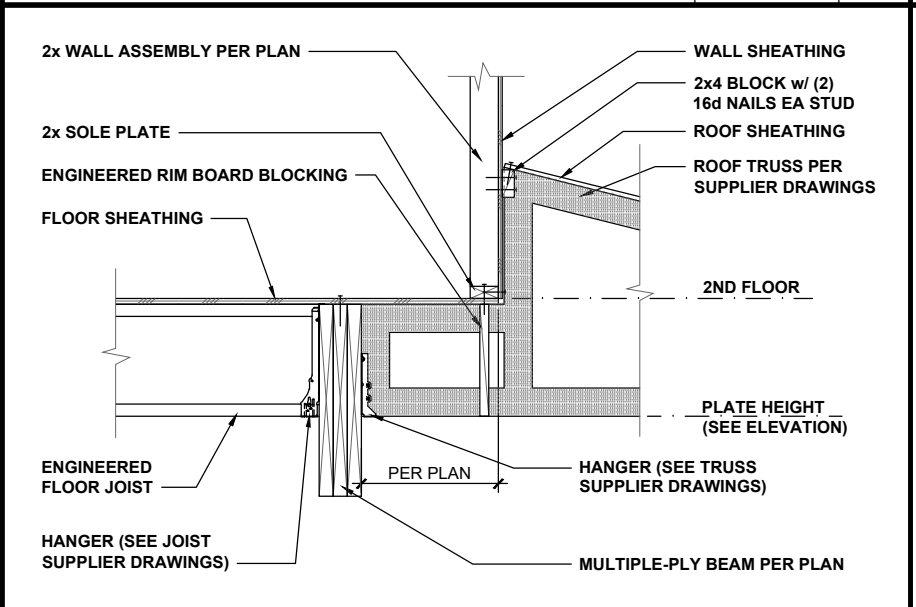 2x WALL ASSEMBLY PER PLAN
2x SOLE PLATE
ENGINEERED RIM BOARD BLOCKING
FLOOR SHEATHING
WALL SHEATHING
2x4 BLOCK w/ (2)
16d NAILS EA STUD
ROOF SHEATHING
ROOF TRUSS PER
SUPPLIER DRAWINGS
2ND FLOOR
PLATE HEIGHT
(SEE ELEVATION)
ENGINEERED
FLOOR JOIST
PER PLAN
HANGER (SEE TRUSS
SUPPLIER DRAWINGS)
HANGER (SEE JOIST
SUPPLIER DRAWINGS)
MULTIPLE-PLY BEAM PER PLAN